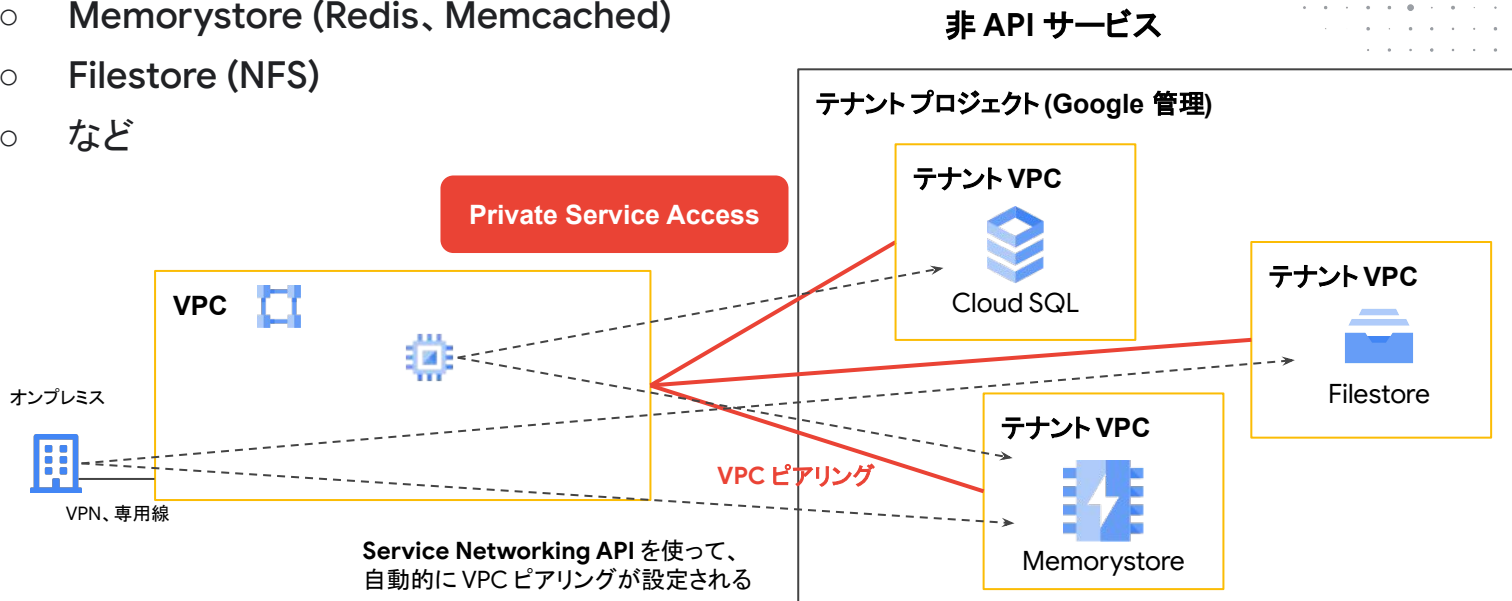 ○ Memorystore (Redis、Memcached)
○ Filestore (NFS)
○ など
非 API サービス
テナント プロジェクト (Google 管理)
Private Service Access
テナント VPC
Cloud SQL
テナント VPC
Filestore
VPC
オンプレミス
VPN、専用線
テナント VPC
Memorystore
VPC ピアリング
Service Networking API を使って、
自動的に VPC ピアリングが設定される